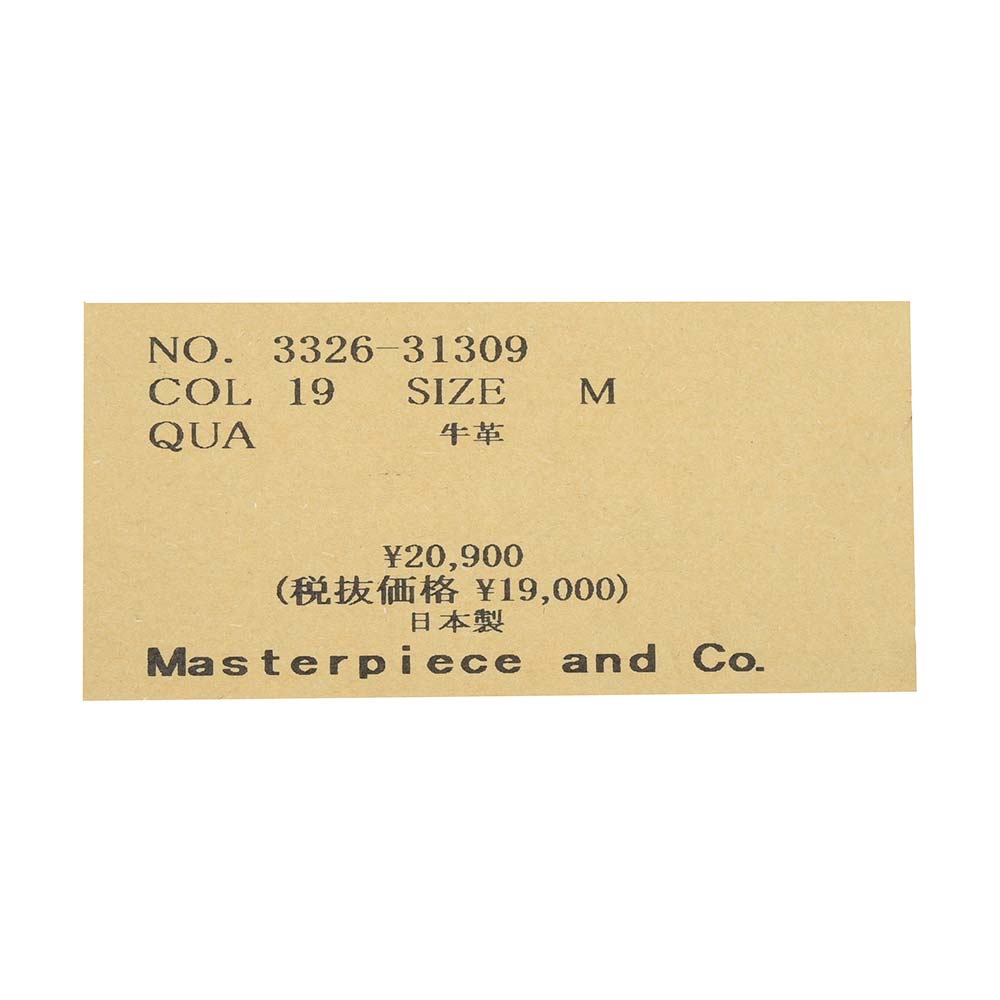 NO. 3326-31309
COL 19 SIZE M
QUA 牛革
¥20,900
(税抜価格 ¥19,000)
日本製
Masterpiece and Co.